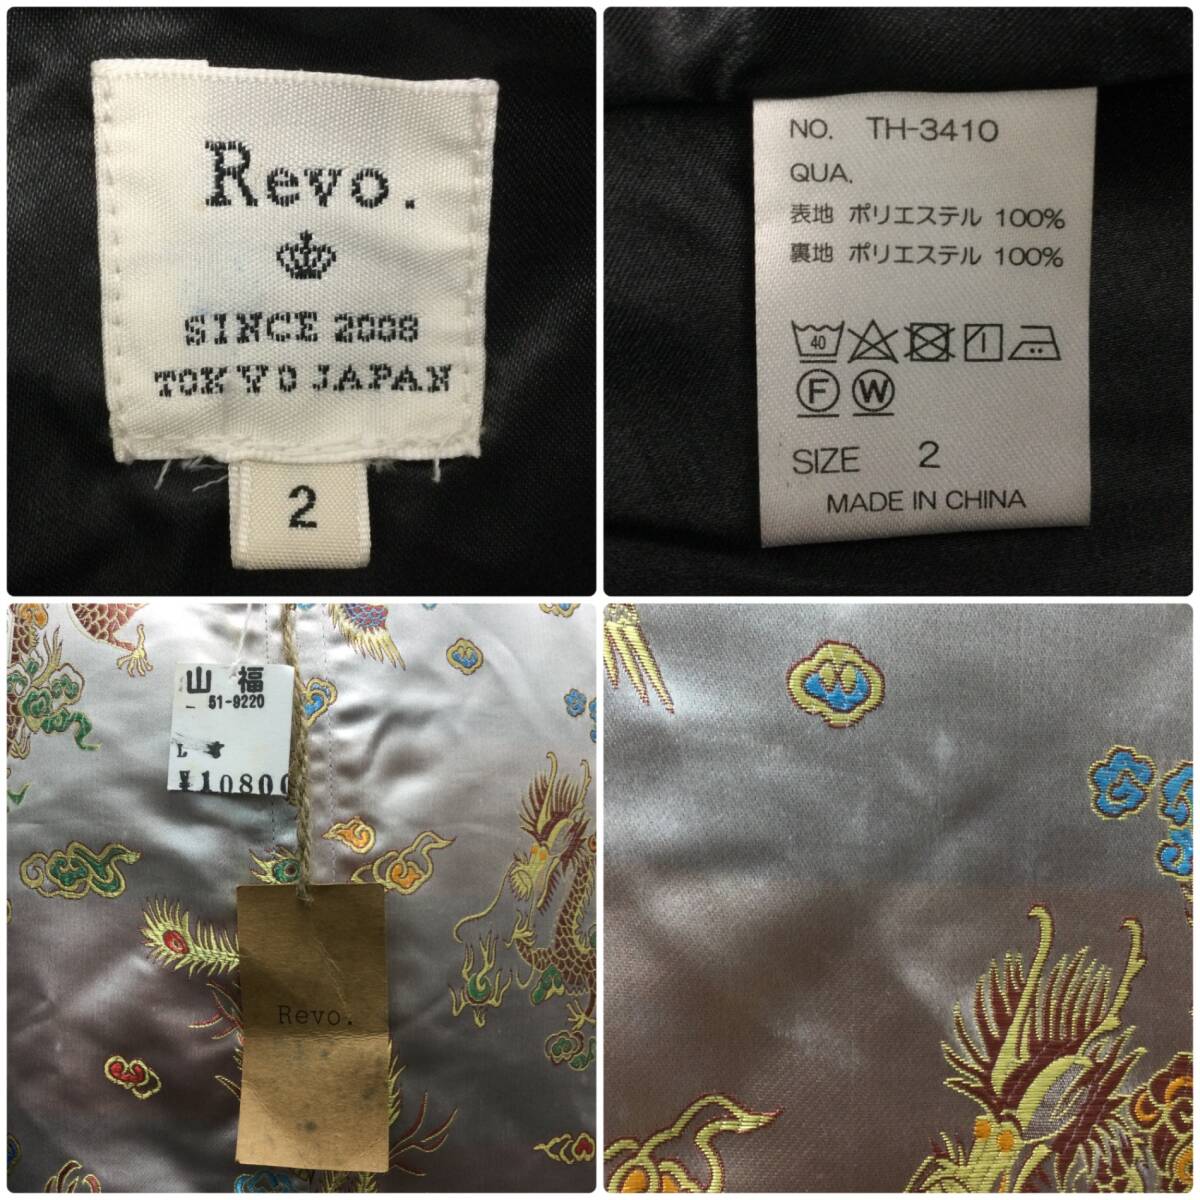 Revo.
SINCE 2008
TOKYO JAPAN
2
NO. TH-3410
QUA.
表地 ポリエステル 100%
裏地 ポリエステル 100%
40
F W
SIZE 2
MADE IN CHINA
山福
51-9220
L
¥10800
Revo.